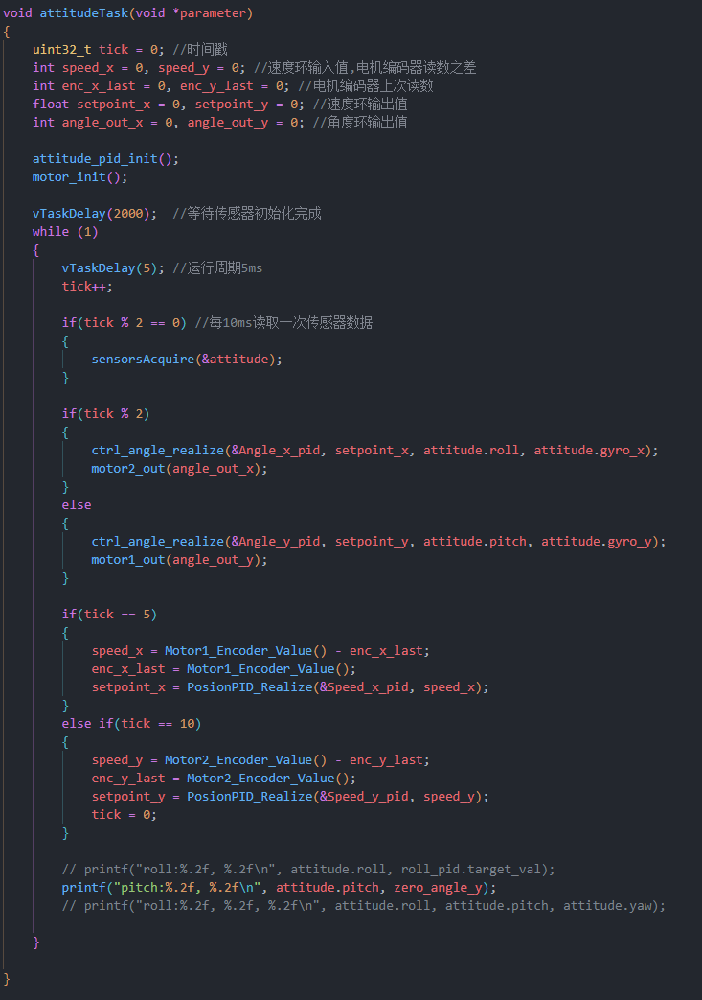 void attitudeTask(void *parameter)
{
uint32_t tick = 0; //时间戳
int speed_x = 0, speed_y = 0; //速度环输入值,电机编码器读数之差
int enc_x_last = 0, enc_y_last = 0; //电机编码器上次读数
float setpoint_x = 0, setpoint_y = 0; //速度环输出值
int angle_out_x = 0, angle_out_y = 0; //角度环输出值
attitude_pid_init();
motor_init();
vTaskDelay(2000);  //等待传感器初始化完成
while (1)
{
vTaskDelay(5); //运行周期5ms
tick++;
if(tick % 2 == 0) //每10ms读取一次传感器数据
{
sensorsAcquire(&attitude);
}
if(tick % 2)
{
ctrl_angle_realize(&Angle_x_pid, setpoint_x, attitude.roll, attitude.gyro_x);
motor2_out(angle_out_x);
}
else
{
ctrl_angle_realize(&Angle_y_pid, setpoint_y, attitude.pitch, attitude.gyro_y);
motor1_out(angle_out_y);
}
if(tick == 5)
{
speed_x = Motor1_Encoder_Value() - enc_x_last;
enc_x_last = Motor1_Encoder_Value();
setpoint_x = PosionPID_Realize(&Speed_x_pid, speed_x);
}
else if(tick == 10)
{
speed_y = Motor2_Encoder_Value() - enc_y_last;
enc_y_last = Motor2_Encoder_Value();
setpoint_y = PosionPID_Realize(&Speed_y_pid, speed_y);
tick = 0;
}
// printf("roll:%.2f, %.2f\n", attitude.roll, roll_pid.target_val);
printf("pitch:%.2f, %.2f\n", attitude.pitch, zero_angle_y);
// printf("roll:%.2f, %.2f, %.2f\n", attitude.roll, attitude.pitch, attitude.yaw);
}
}